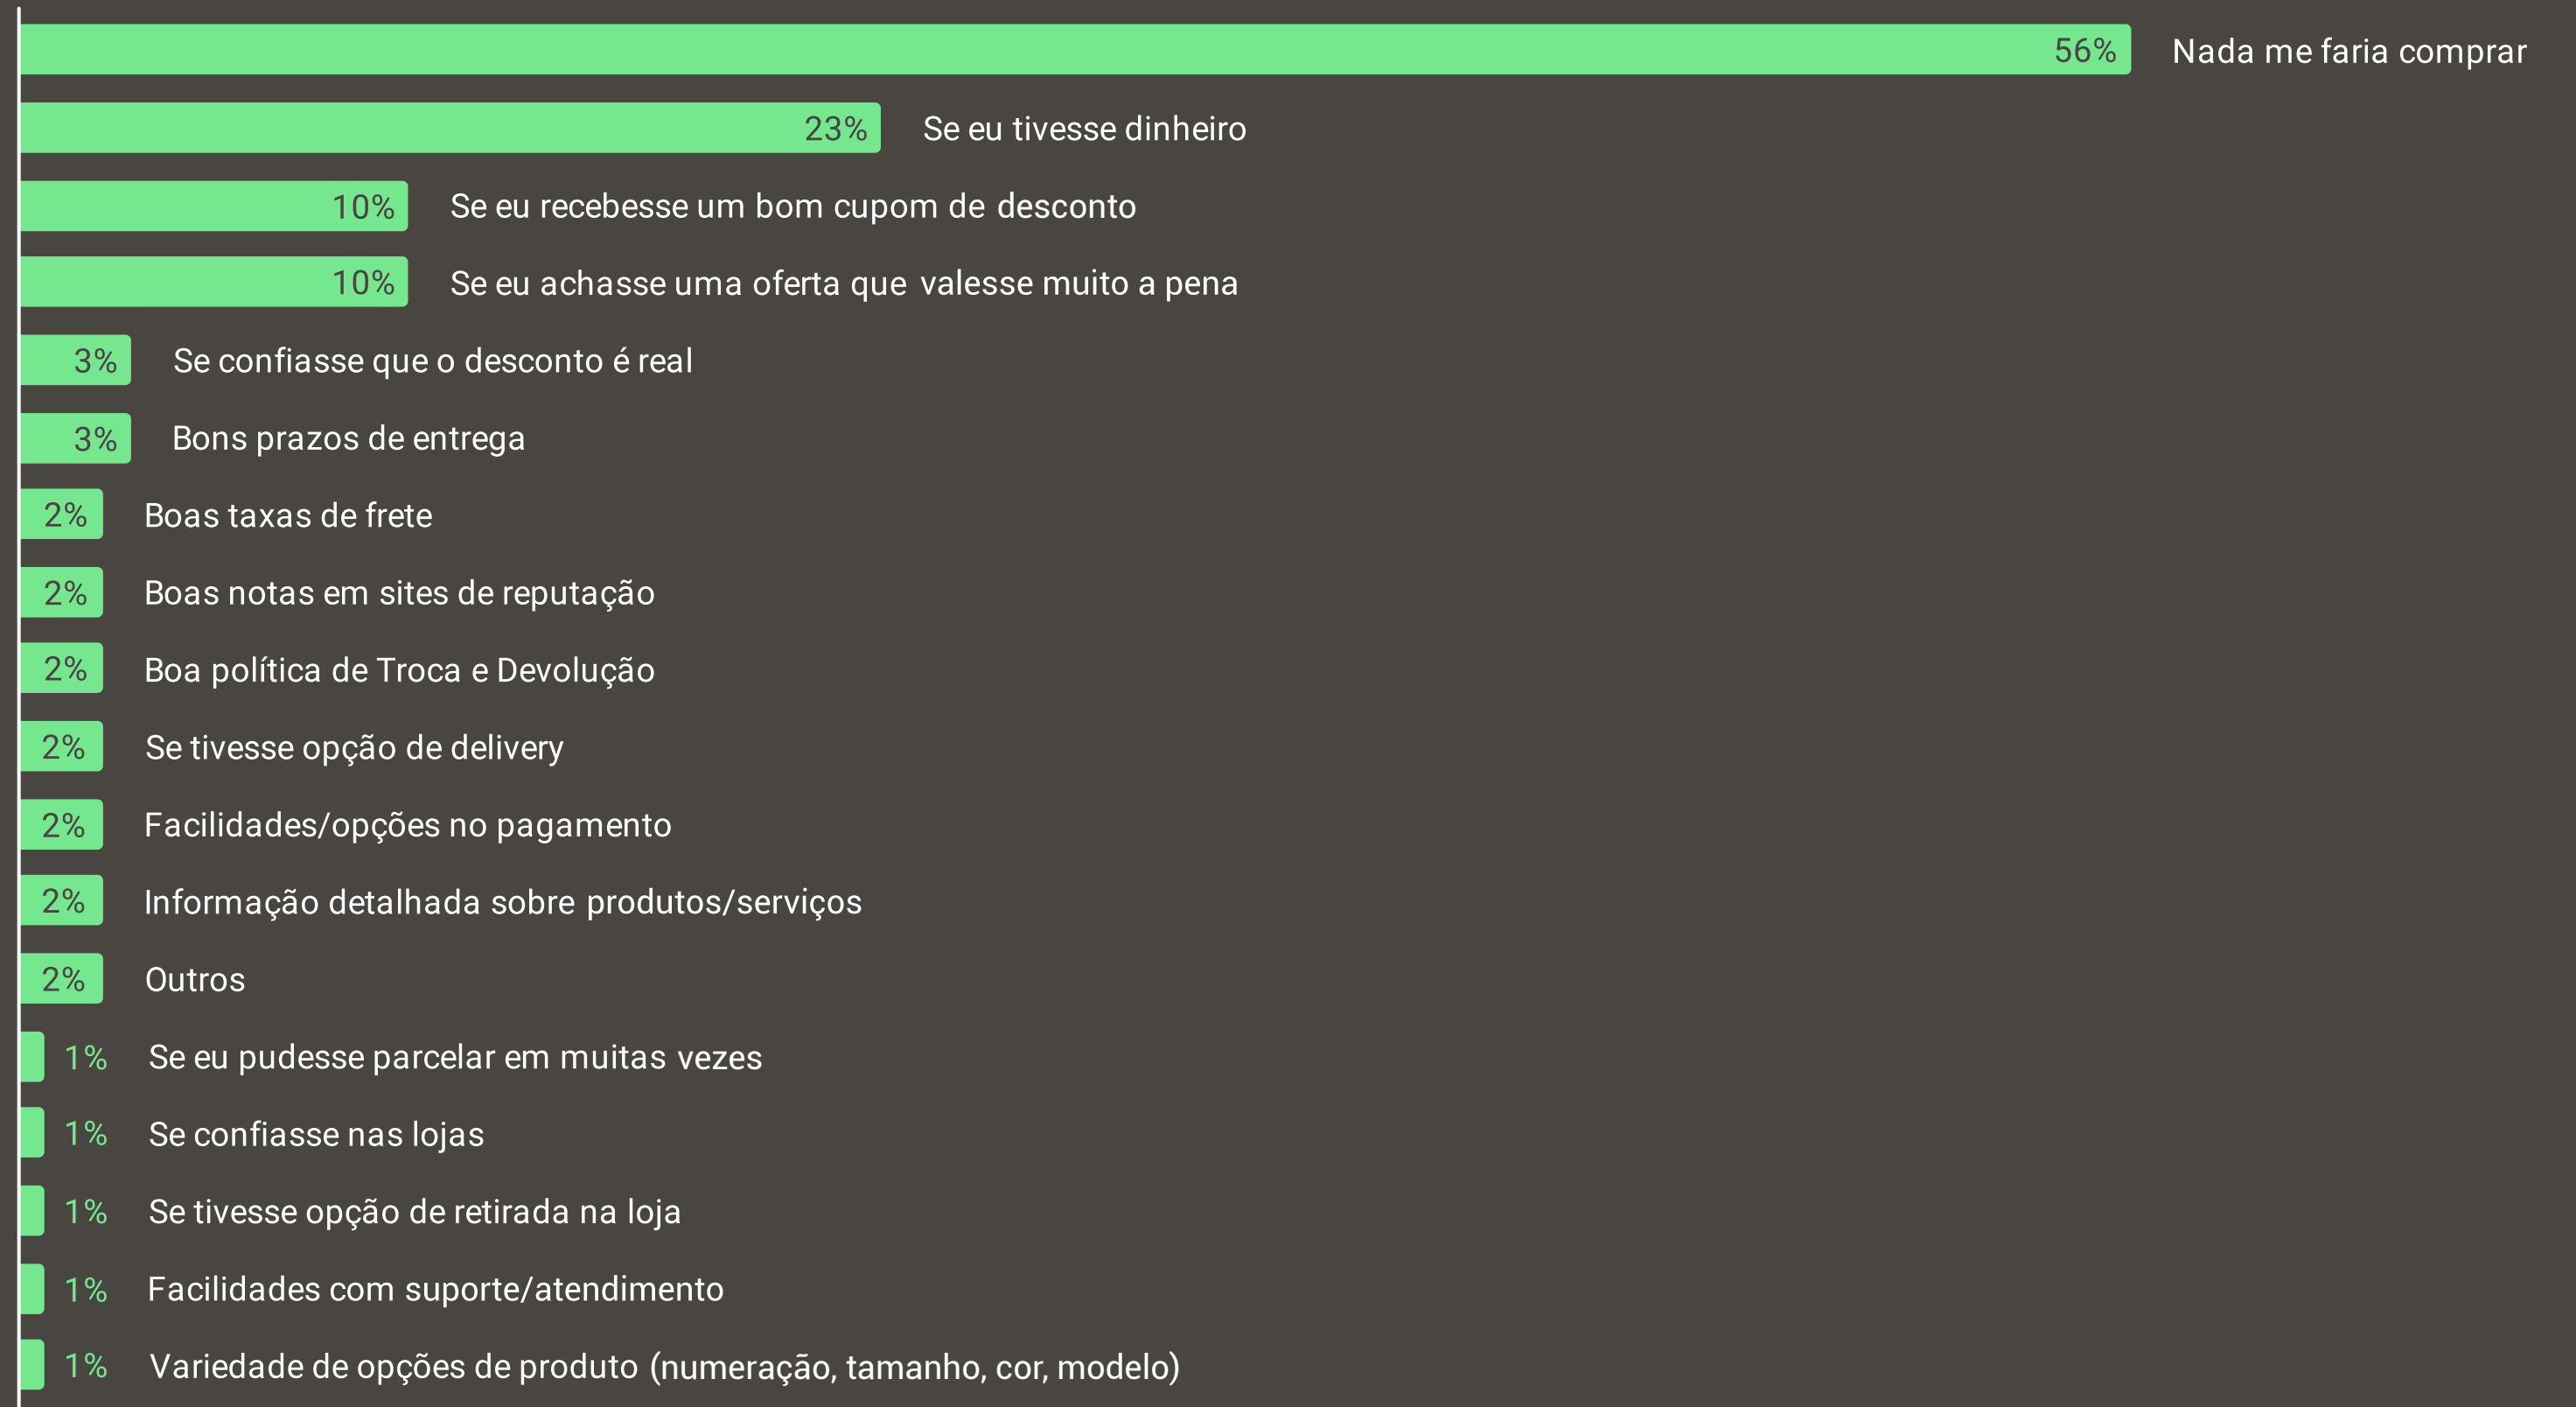 56% Nada me faria comprar
23% Se eu tivesse dinheiro
10% Se eu recebesse um bom cupom de desconto
10% Se eu achasse uma oferta que valesse muito a pena
3% Se confiasse que o desconto é real
3% Bons prazos de entrega
2% Boas taxas de frete
2% Boas notas em sites de reputação
2% Boa política de Troca e Devolução
2% Se tivesse opção de delivery
2% Facilidades/opções no pagamento
2% Informação detalhada sobre produtos/serviços
2% Outros
1% Se eu pudesse parcelar em muitas vezes
1% Se confiasse nas lojas
1% Se tivesse opção de retirada na loja
1% Facilidades com suporte/atendimento
1% Variedade de opções de produto (numeração, tamanho, cor, modelo)